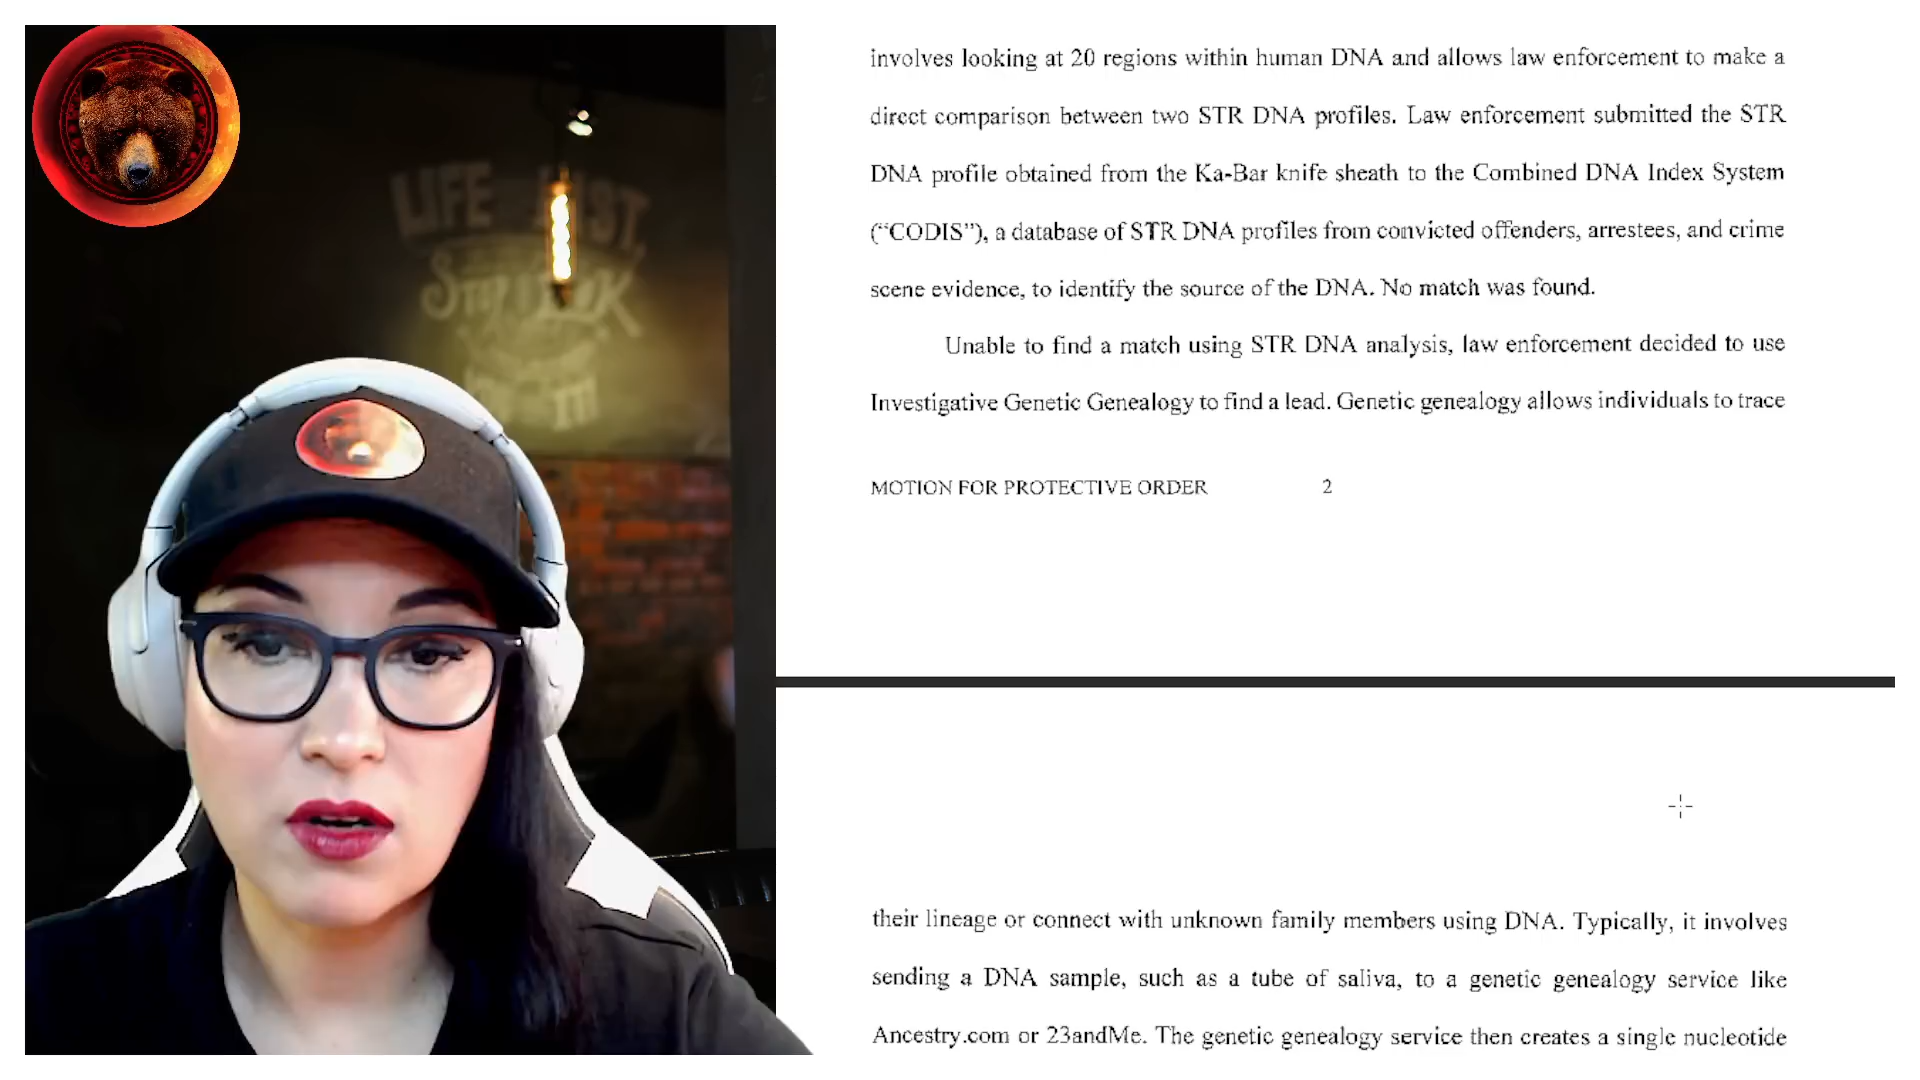 LIFE
involves looking at 20 regions within human DNA and allows law enforcement to make a
direct comparison between two STR DNA profiles. Law enforcement submitted the STR
DNA profile obtained from the Ka-Bar knife sheath to the Combined DNA Index System
(“CODIS”), a database of STR DNA profiles from convicted offenders, arrestees, and crime
scene evidence, to identify the source of the DNA. No match was found.
Unable to find a match using STR DNA analysis, law enforcement decided to use
Investigative Genetic Genealogy to find a lead. Genetic genealogy allows individuals to trace
MOTION FOR PROTECTIVE ORDER 2
their lineage or connect with unknown family members using DNA. Typically, it involves
sending a DNA sample, such as a tube of saliva, to a genetic genealogy service like
Ancestry.com or 23andMe. The genetic genealogy service then creates a single nucleotide